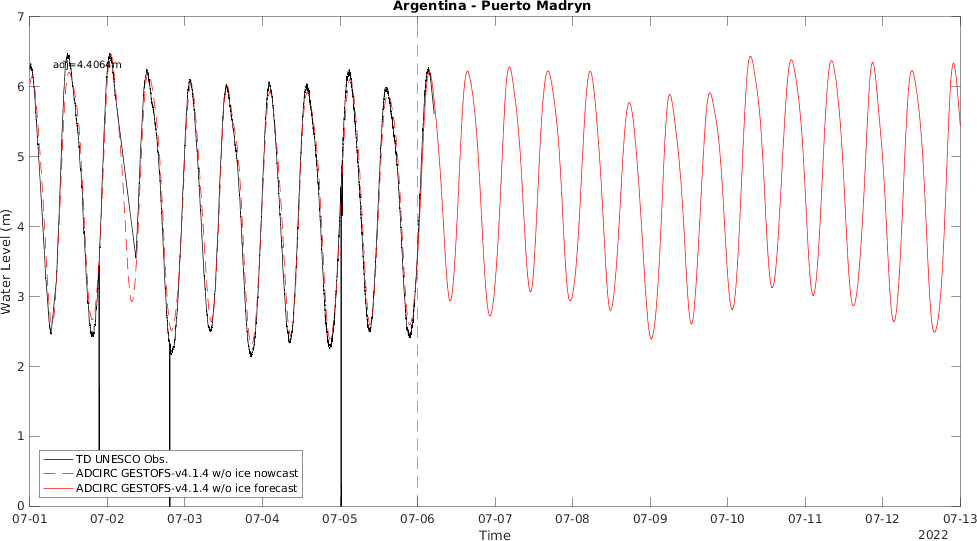 Argentina - Puerto Madryn
7
6
5
4
3
2
1
0
Water Level (m)
adj=4.4064m
TD UNESCO Obs.
ADCIRC GESTOFS-v4.1.4 w/o ice nowcast
ADCIRC GESTOFS-v4.1.4 w/o ice forecast
07-01 07-02 07-03 07-04 07-05 07-06 07-07 07-08 07-09 07-10 07-11 07-12 07-13
Time
2022